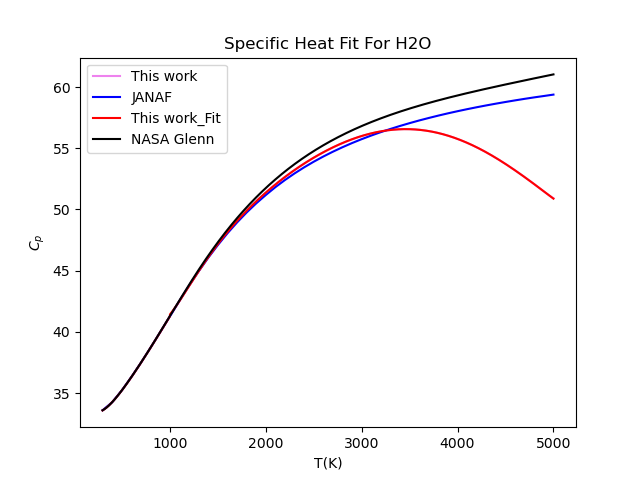 Specific Heat Fit For H2O
This work
JANAF
This work_Fit
NASA Glenn
60
55
50
45
40
35
C_p
1000 2000 3000 4000 5000
T(K)